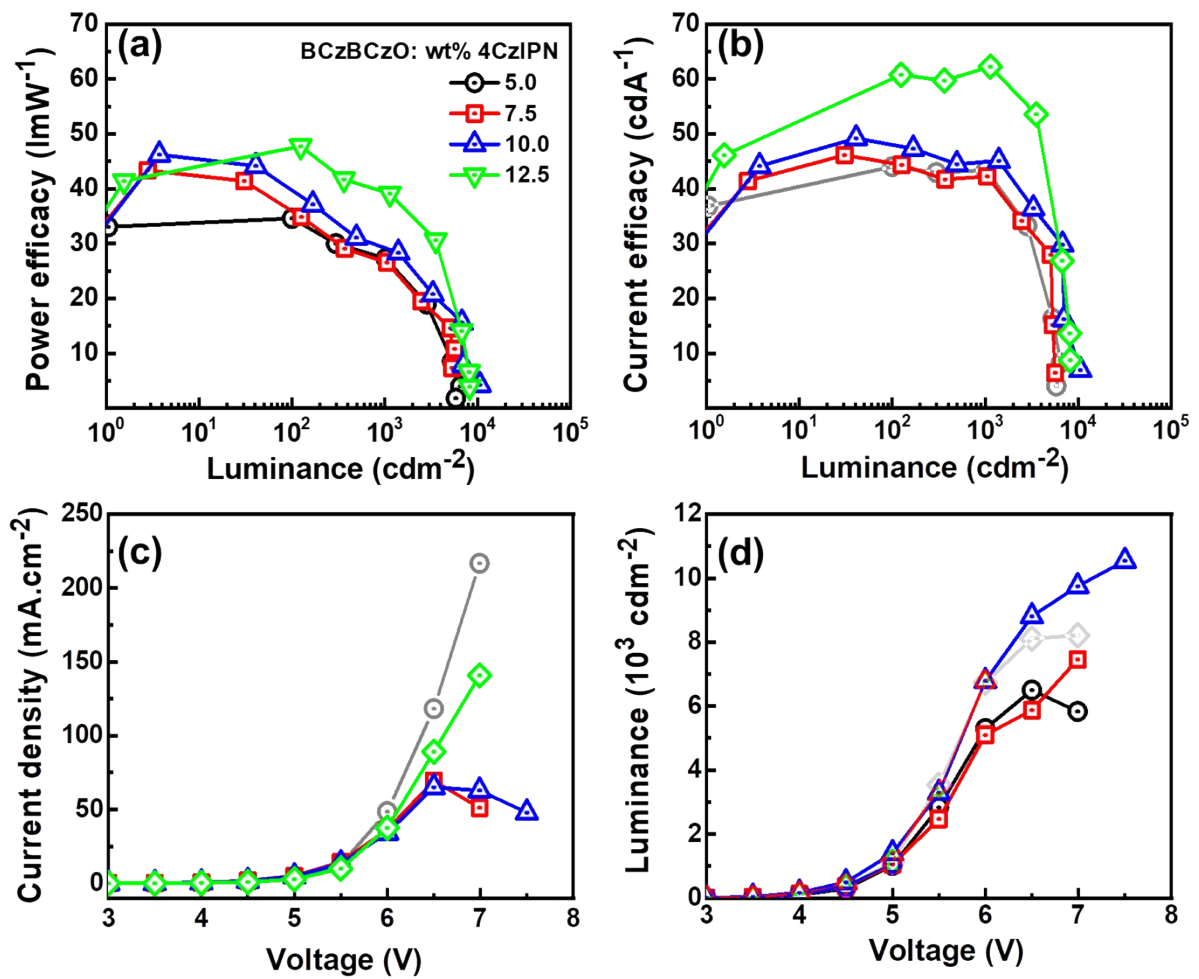 (a)
BCzBCzO: wt% 4CzIPN
5.0
7.5
10.0
12.5
70
60
50
40
30
20
10
Power efficacy (lmW-1)
10⁰ 10¹ 10² 10³ 10⁴ 10⁵
Luminance (cdm-2)
(b)
70
60
50
40
30
20
10
Current efficacy (cdA-1)
10⁰ 10¹ 10² 10³ 10⁴ 10⁵
Luminance (cdm-2)
(c)
250
200
150
100
50
0
Current density (mA.cm-2)
3 4 5 6 7 8
Voltage (V)
(d)
12
10
8
6
4
2
0
Luminance (10³ cdm-2)
3 4 5 6 7 8
Voltage (V)